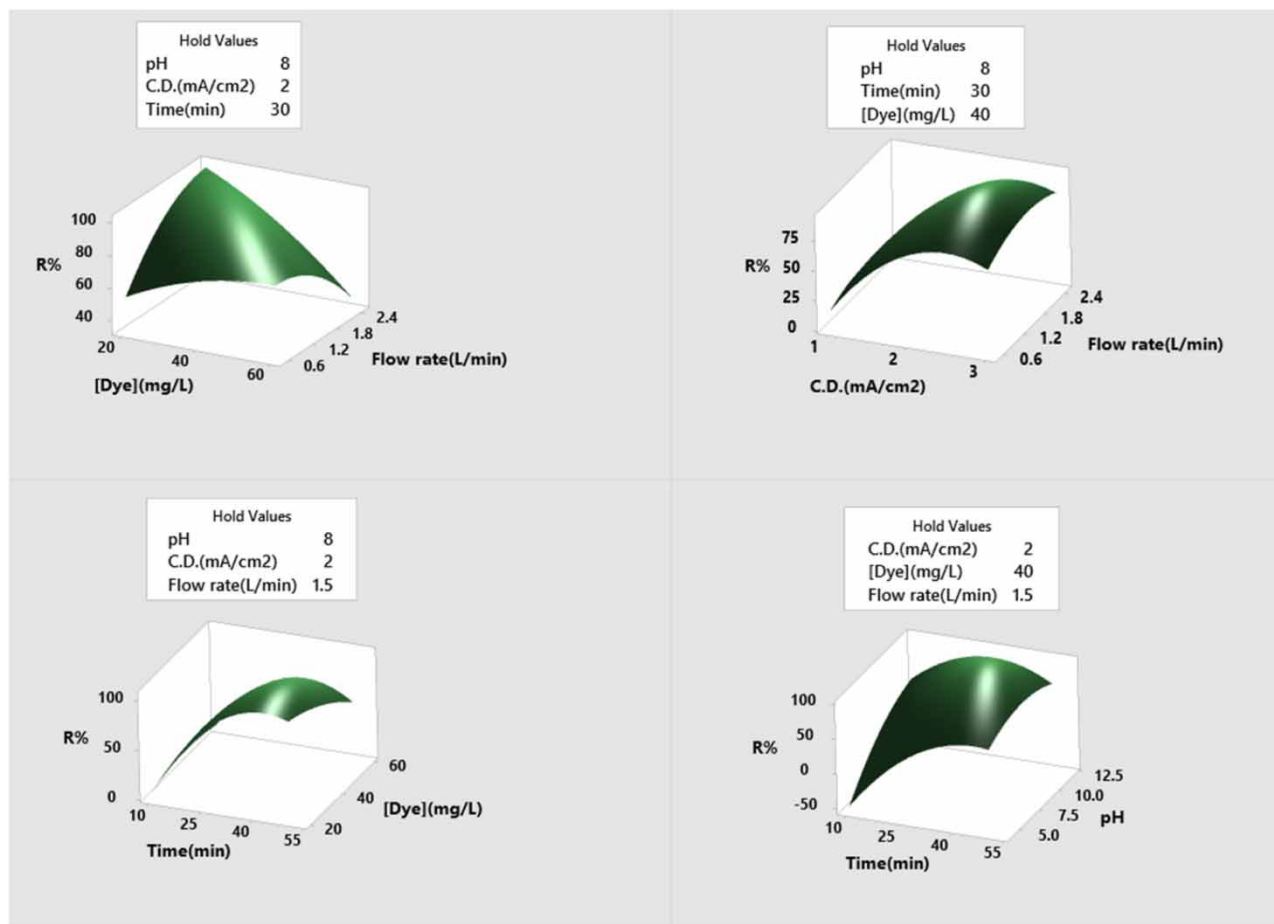 Hold Values
pH 8
C.D.(mA/cm2) 2
Time(min) 30
100
80
R%
60
40
20
40
60
[Dye](mg/L)
0.6
1.2
1.8
2.4
Flow rate(L/min)
Hold Values
pH 8
Time(min) 30
[Dye](mg/L) 40
75
R%
50
25
0
1
2
3
C.D.(mA/cm2)
0.6
1.2
1.8
2.4
Flow rate(L/min)
Hold Values
pH 8
C.D.(mA/cm2) 2
Flow rate(L/min) 1.5
100
R%
50
0
10
25
40
55
Time(min)
20
40
60
[Dye](mg/L)
Hold Values
C.D.(mA/cm2) 2
[Dye](mg/L) 40
Flow rate(L/min) 1.5
100
50
R%
0
-50
10
25
40
55
Time(min)
5.0
7.5
10.0
12.5
pH